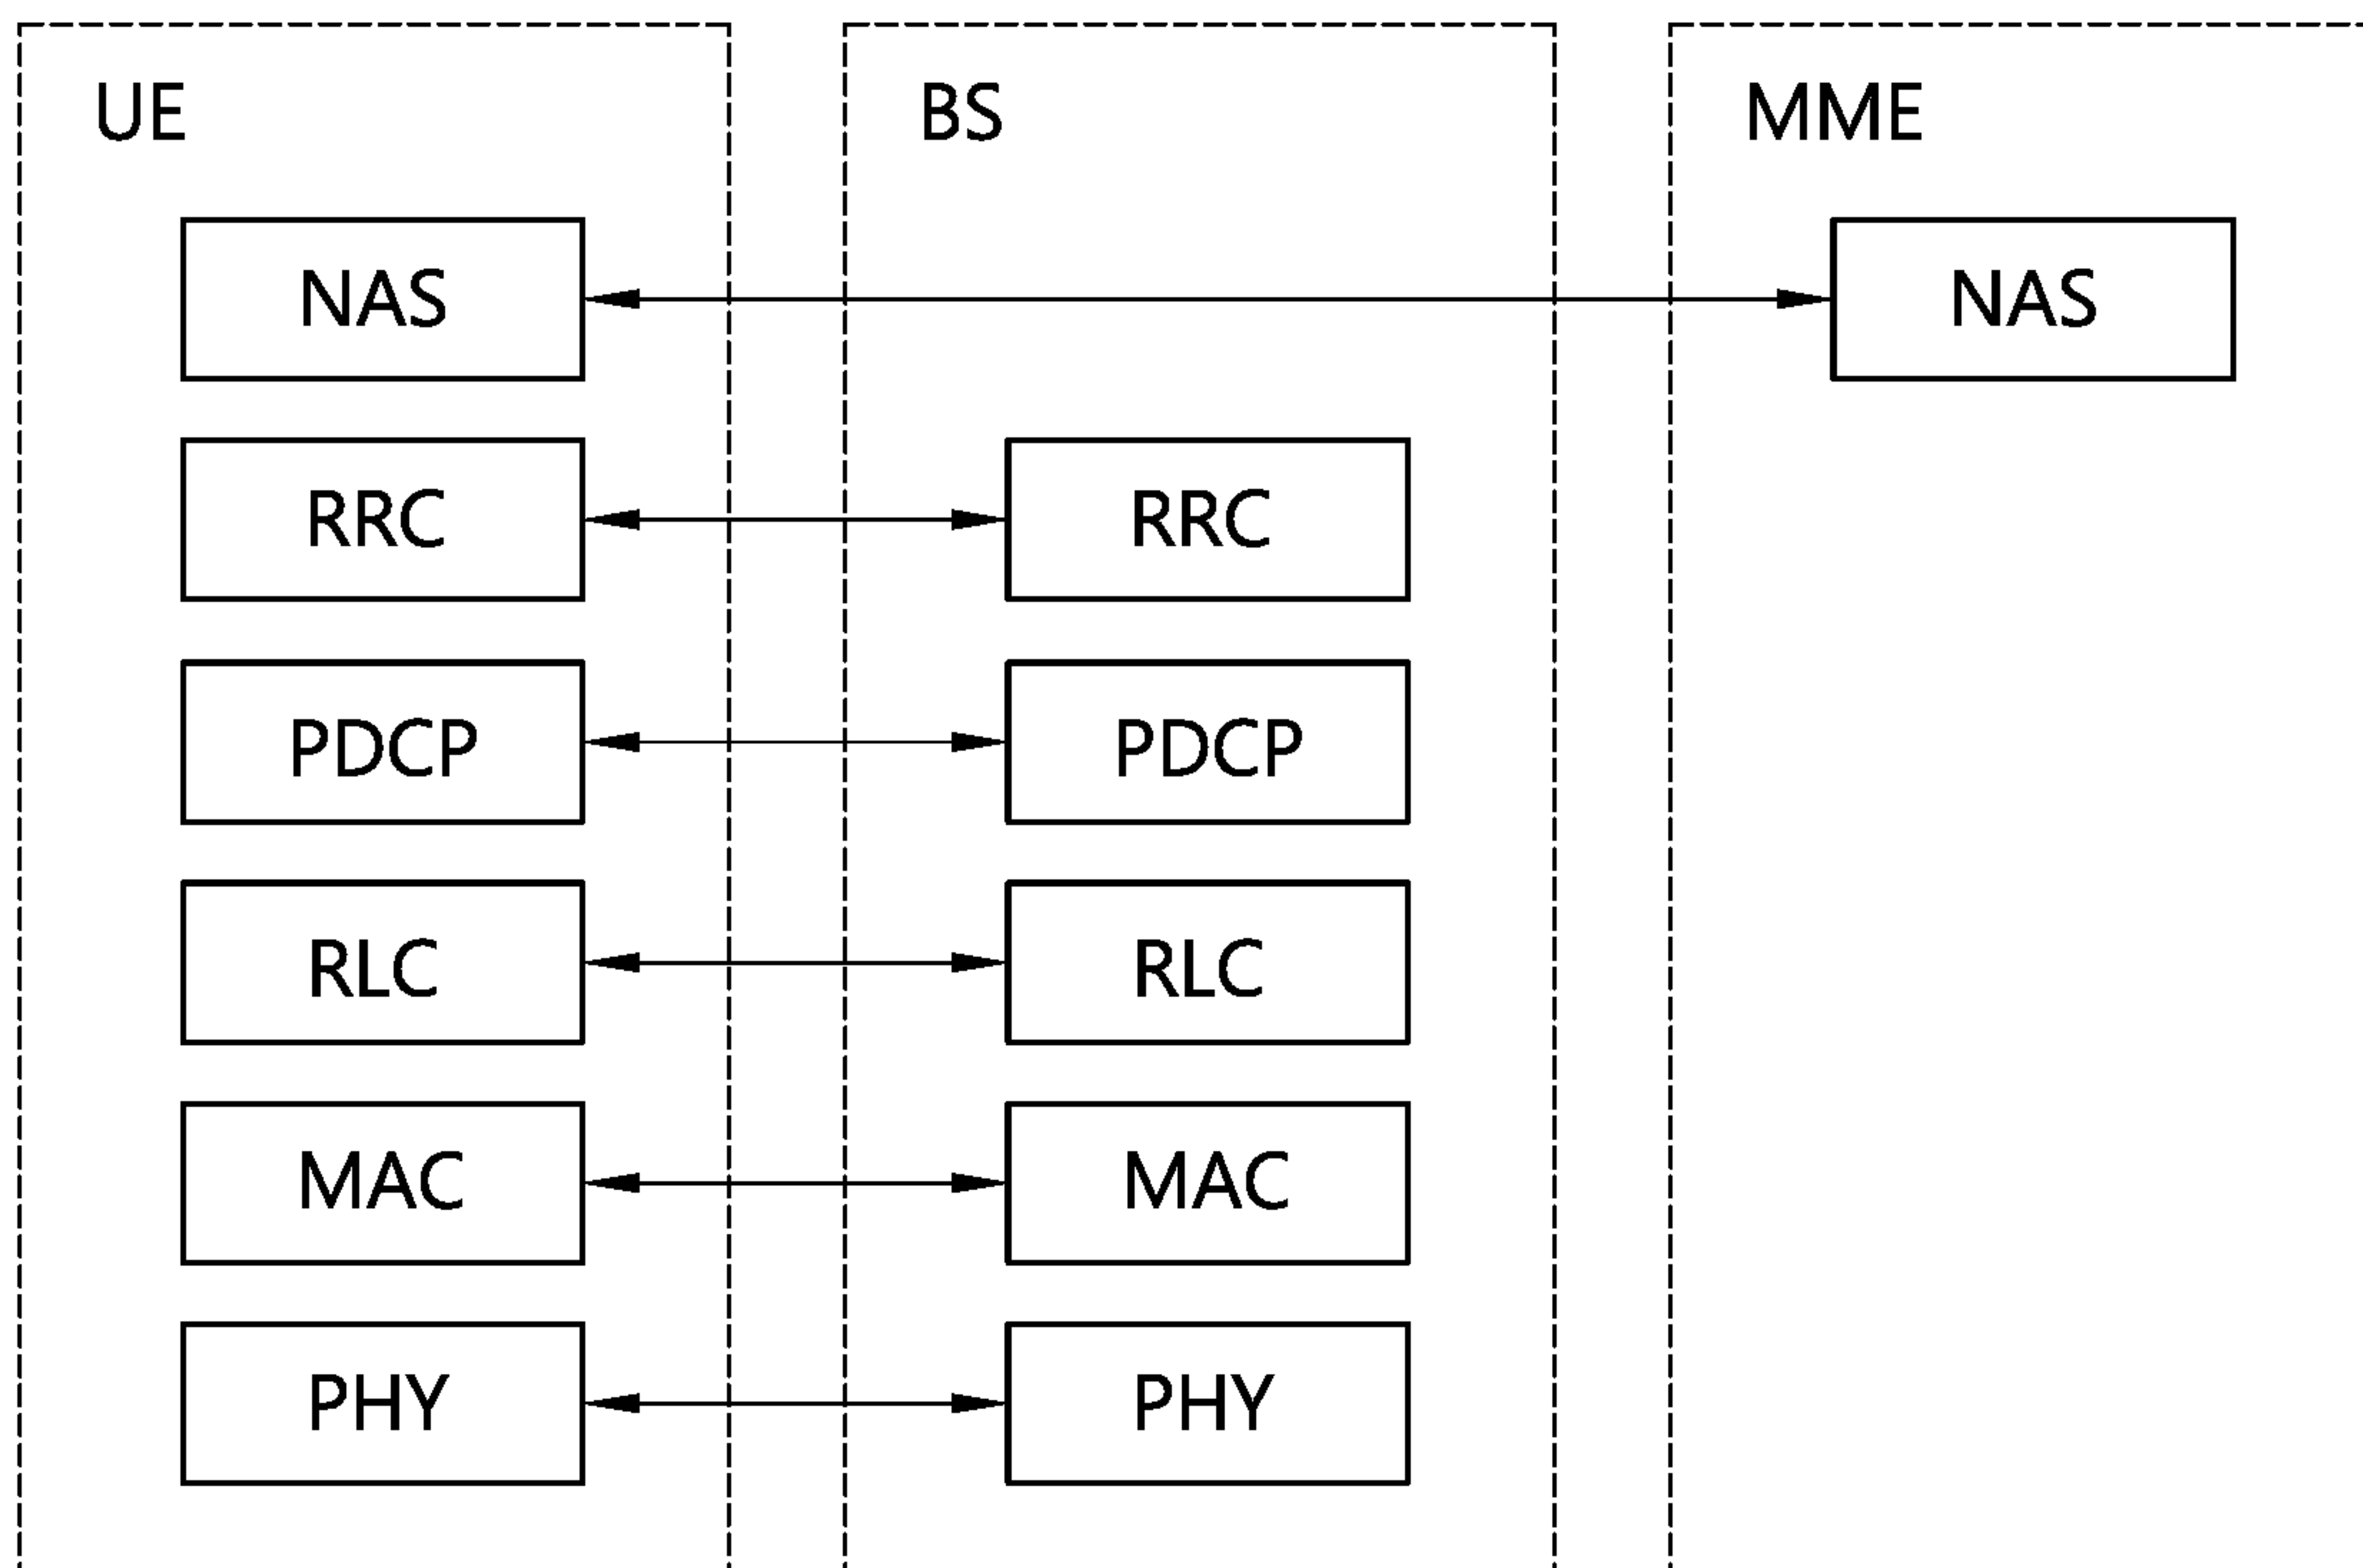 UE BS MME
NAS NAS
RRC RRC
PDCP PDCP
RLC RLC
MAC MAC
PHY PHY